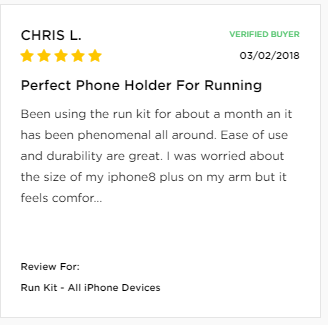 CHRIS L.
VERIFIED BUYER
03/02/2018
Perfect Phone Holder For Running
Been using the run kit for about a month an it
has been phenomenal all around. Ease of use
and durability are great. I was worried about
the size of my iphone8 plus on my arm but it
feels comfor...
Review For:
Run Kit - All iPhone Devices